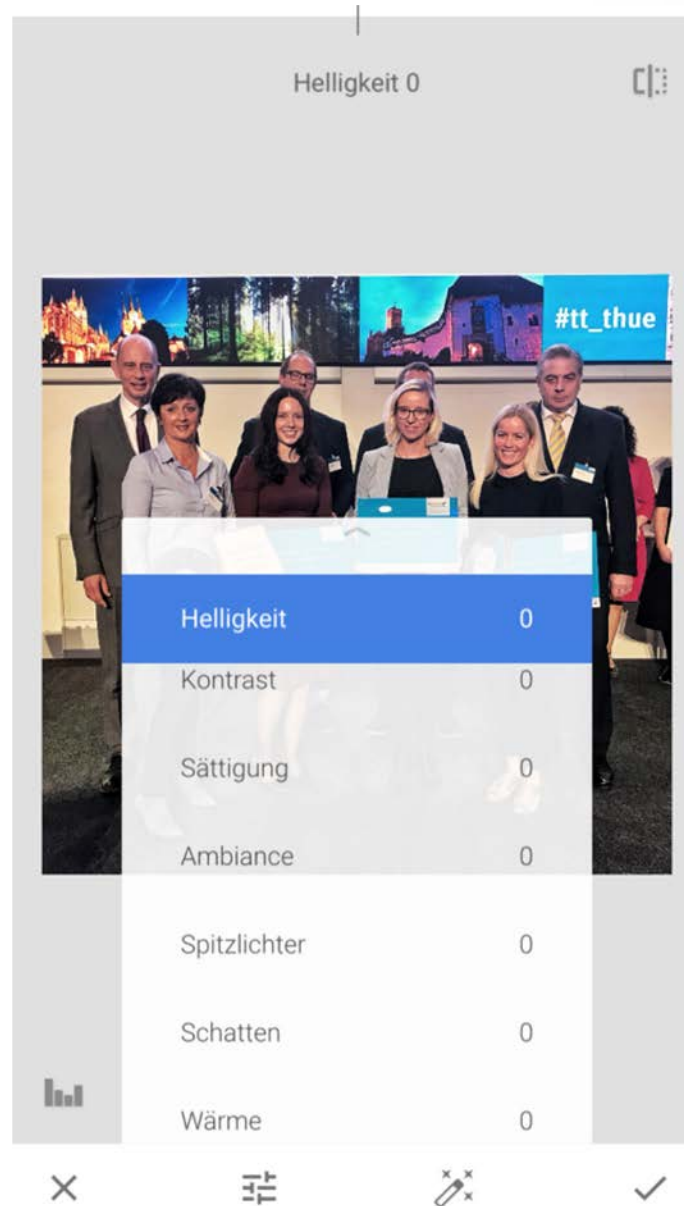 Helligkeit 0
#tt_thue
Helligkeit 0
Kontrast 0
Sättigung 0
Ambiance 0
Spitzlichter 0
Schatten 0
Wärme 0